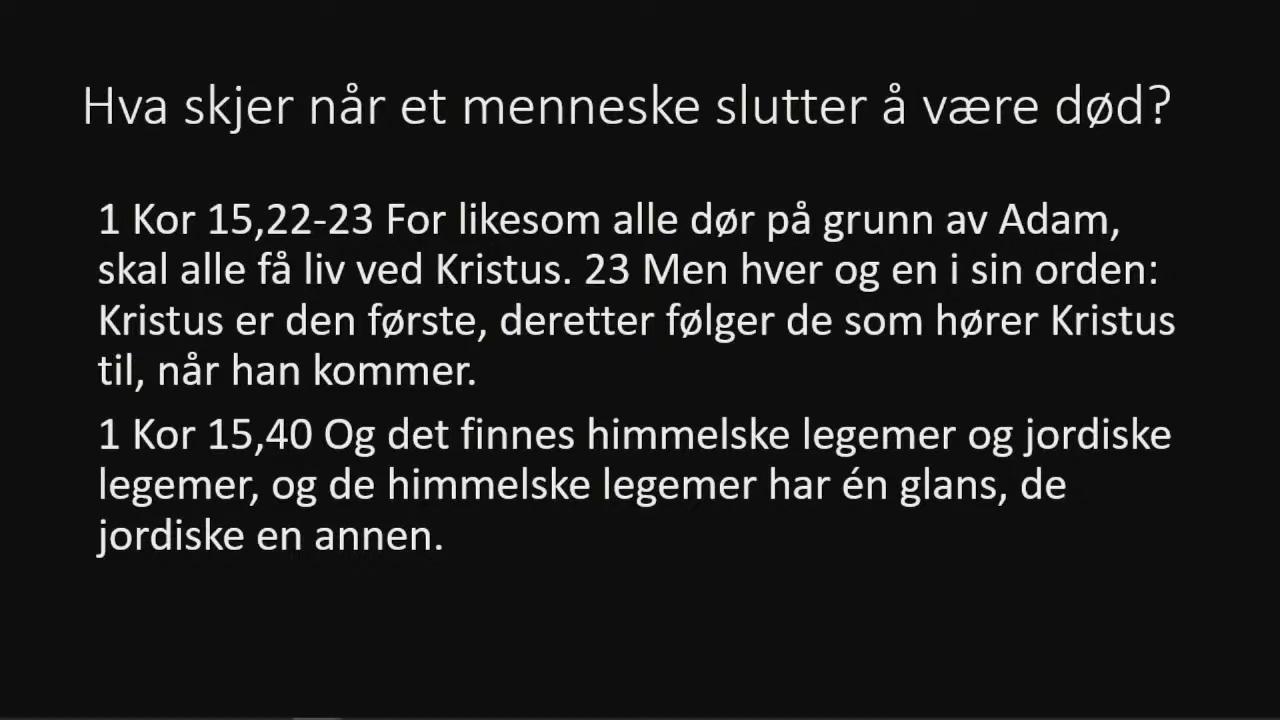 Hva skjer når et menneske slutter å være død?
1 Kor 15,22-23 For likesom alle dør på grunn av Adam,
skal alle få liv ved Kristus. 23 Men hver og en i sin orden:
Kristus er den første, deretter følger de som hører Kristus
til, når han kommer.
1 Kor 15,40 Og det finnes himmelske legemer og jordiske
legemer, og de himmelske legemer har én glans, de
jordiske en annen.